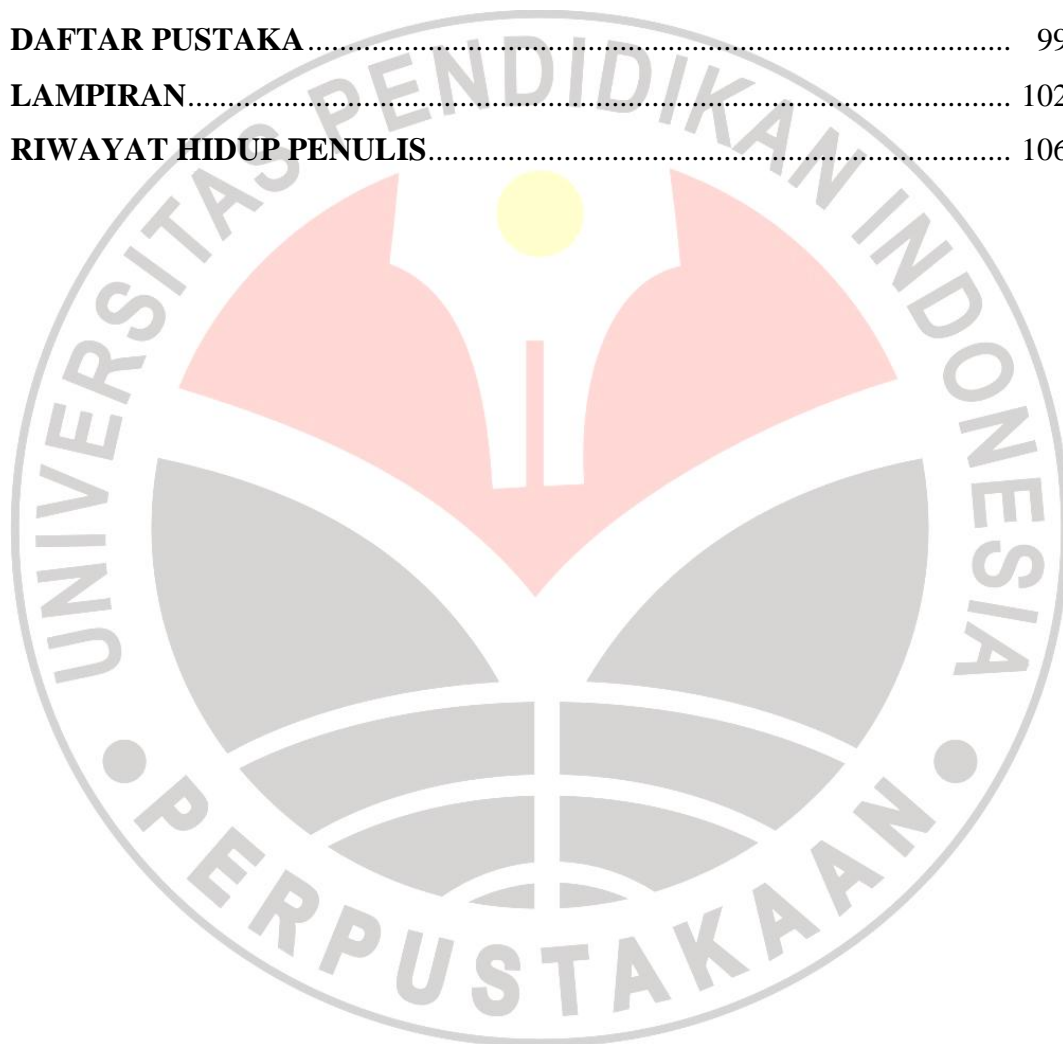 DAFTAR PUSTAKA........................................................................................ 99
LAMPIRAN....................................................................................................... 102
RIWAYAT HIDUP PENULIS......................................................................... 106
UNIVERSITAS PENDIDIKAN INDONESIA
PERPUSTAKAAN